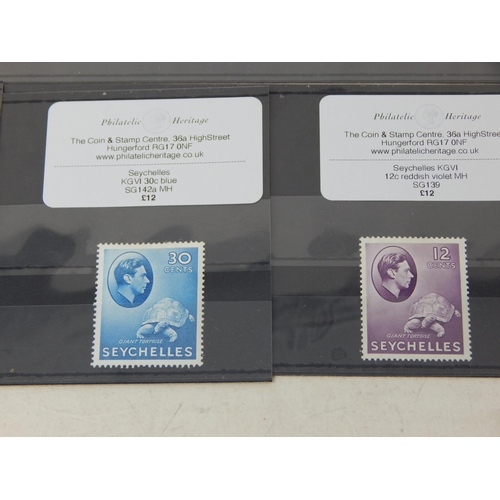 Philatelic Heritage
The Coin & Stamp Centre, 36a HighStreet
Hungerford RG17 0NF
www.philatelicheritage.co.uk
Seychelles
KGVI 30c blue
SG142a MH
£12
30
CENTS
GIANT TORTOISE
SEYCHELLES
Philatelic Heritage
The Coin & Stamp Centre, 36a HighStreet
Hungerford RG17 0NF
www.philatelicheritage.co.uk
Seychelles KGVI
12c reddish violet MH
SG139
£12
12
CENTS
GIANT TORTOISE
SEYCHELLES